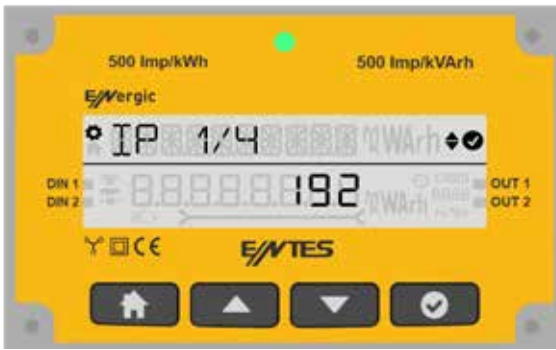 500 Imp/kWh 500 Imp/kVArh
ENergic
IP 1/4
192
DIN 1 OUT 1
DIN 2 OUT 2
CE
ENTES